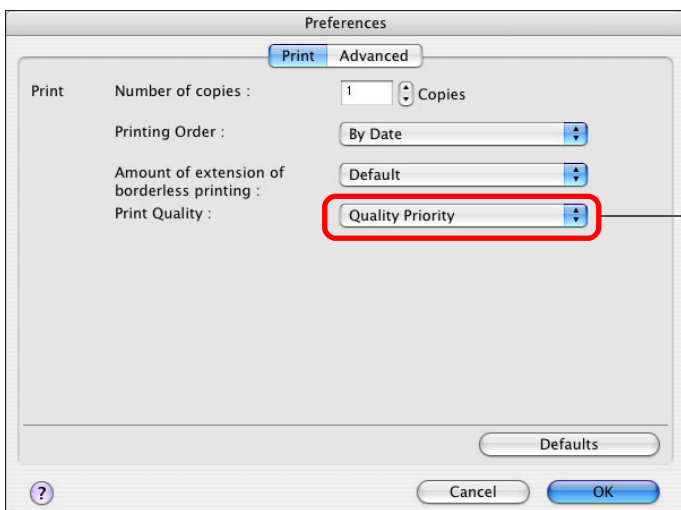 Preferences
Print Advanced
Print Number of copies : 1 Copies
Printing Order : By Date
Amount of extension of
borderless printing : Default
Print Quality : Quality Priority
Defaults
? Cancel OK